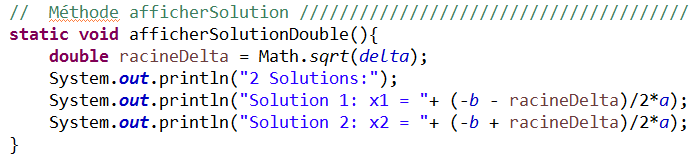 //  Méthode afficherSolution ///////////////////////////////////////
static void afficherSolutionDouble(){
    double racineDelta = Math.sqrt(delta);
    System.out.println("2 Solutions:");
    System.out.println("Solution 1: x1 = "+ (-b - racineDelta)/2*a);
    System.out.println("Solution 2: x2 = "+ (-b + racineDelta)/2*a);
}